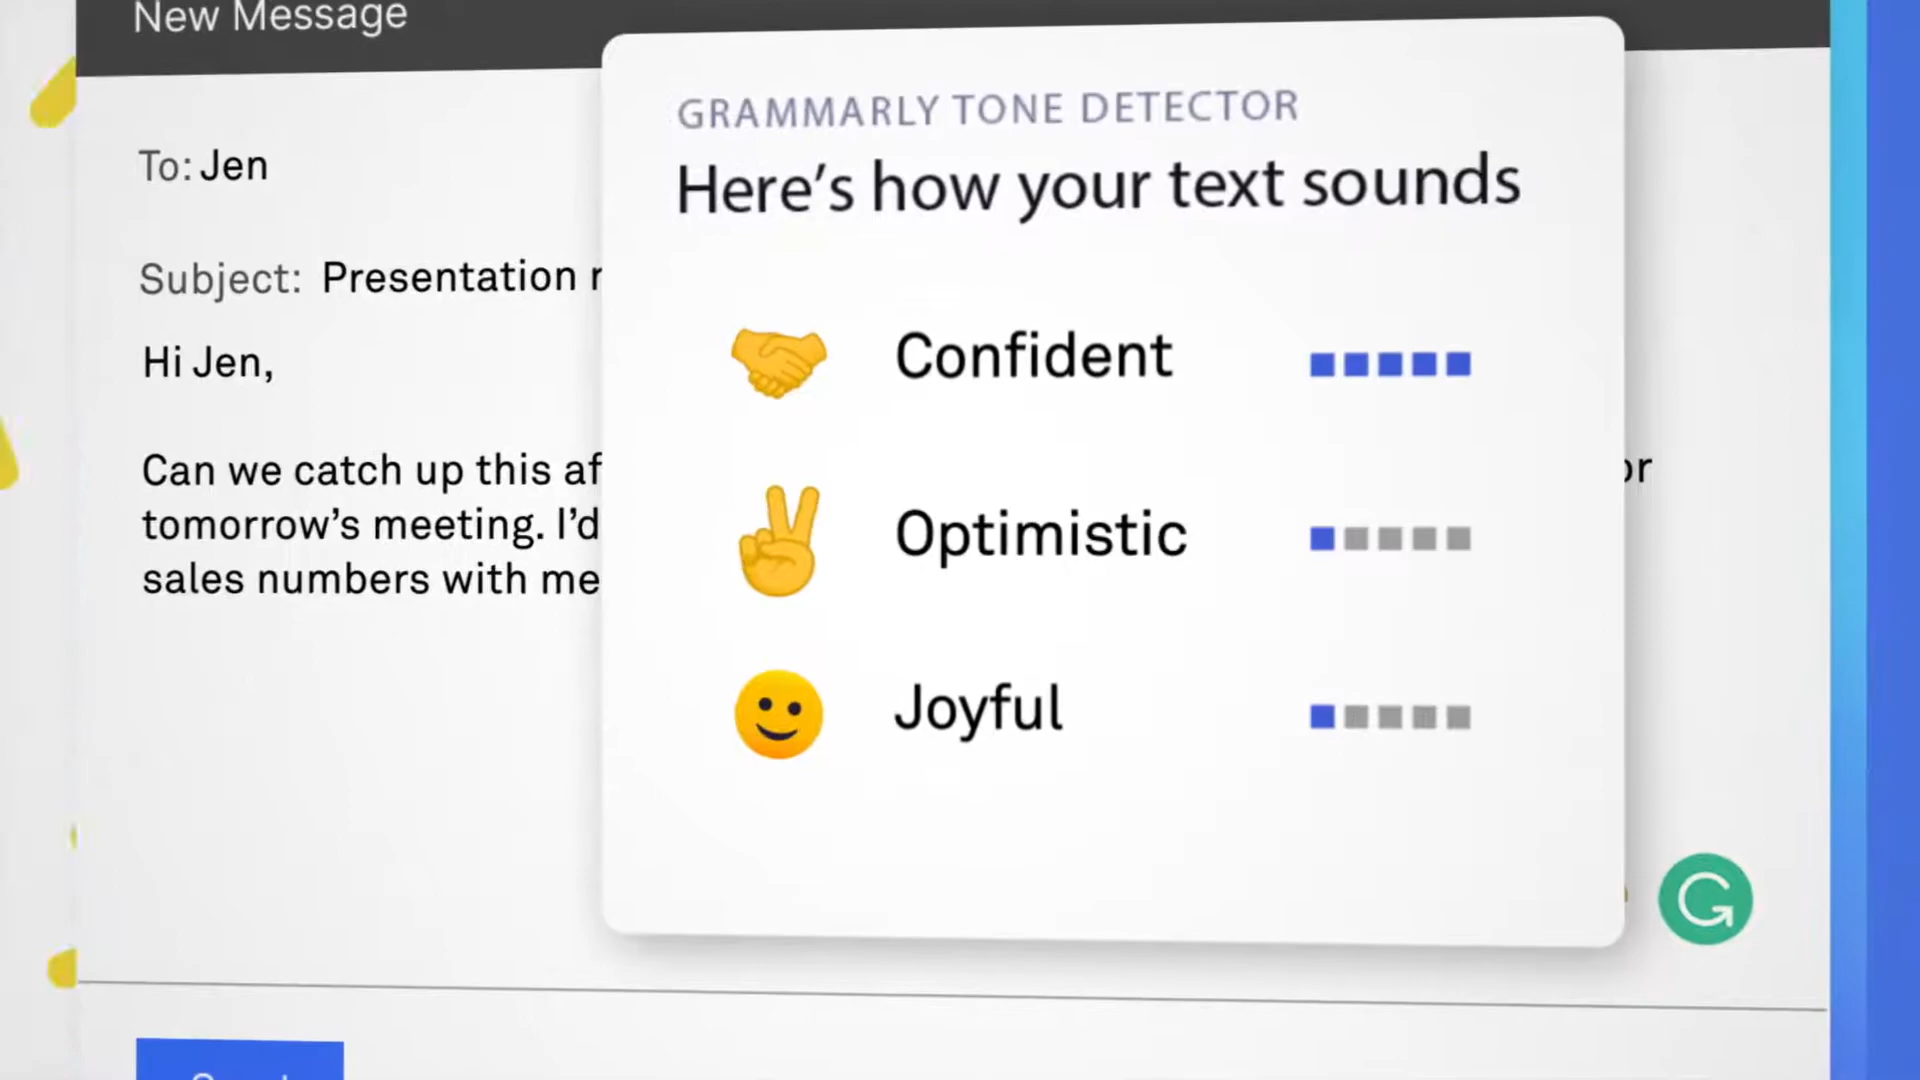 New Message
To: Jen
Subject: Presentation
Hi Jen,
Can we catch up this
tomorrow's meeting. I'd
sales numbers with me
GRAMMARLY TONE DETECTOR
Here's how your text sounds
Confident
Optimistic
Joyful